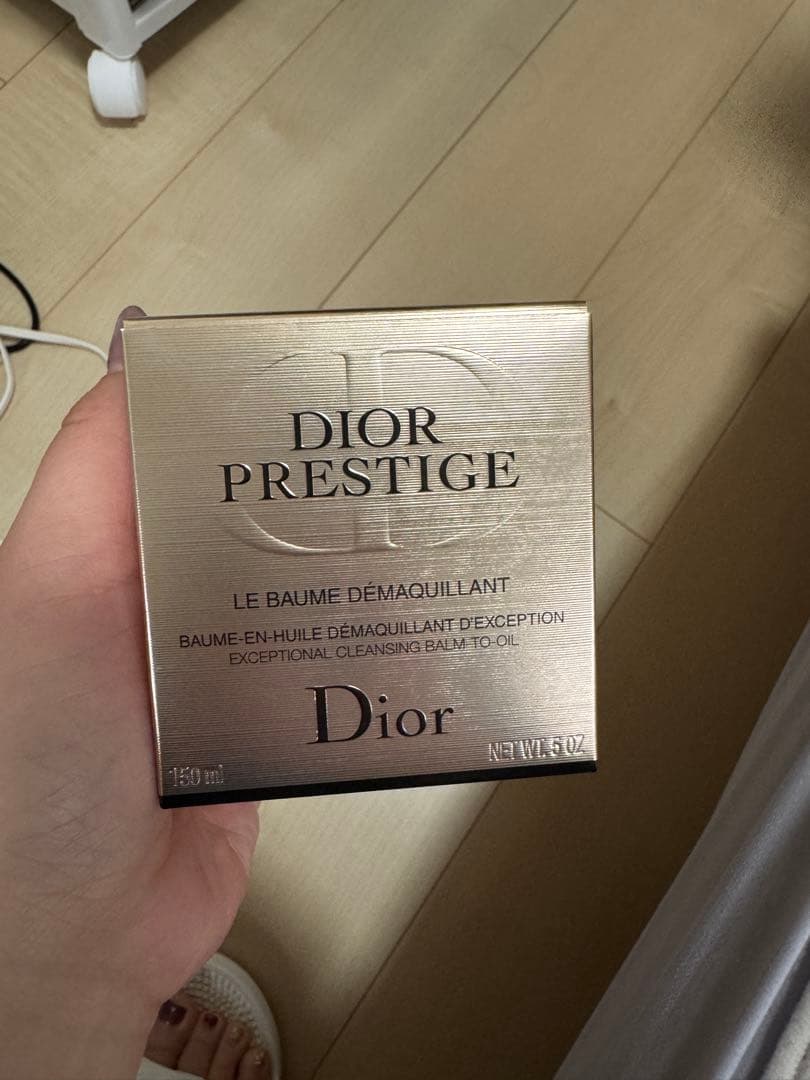 DIOR
PRESTIGE
LE BAUME DÉMAQUILLANT
BAUME-EN-HUILE DÉMAQUILLANT D'EXCEPTION
EXCEPTIONAL CLEANSING BALM-TO-OIL
Dior
150 ml
NET WT. 5 OZ